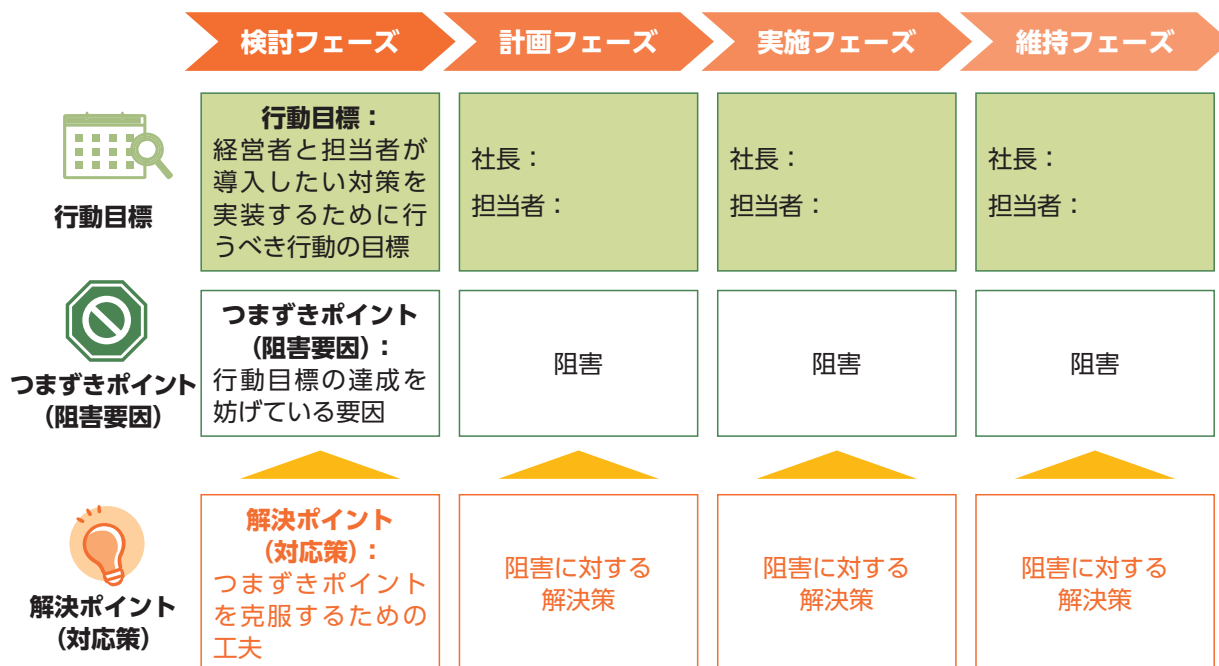 検討フェーズ
計画フェーズ
実施フェーズ
維持フェーズ
行動目標
行動目標：
経営者と担当者が
導入したい対策を
実装するために行
うべき行動の目標
社長：
担当者：
社長：
担当者：
社長：
担当者：
つまずきポイント
（阻害要因）
つまずきポイント
（阻害要因）：
行動目標の達成を
妨げている要因
阻害
阻害
阻害
解決ポイント
（対応策）
解決ポイント
（対応策）：
つまずきポイント
を克服するための
工夫
阻害に対する
解決策
阻害に対する
解決策
阻害に対する
解決策